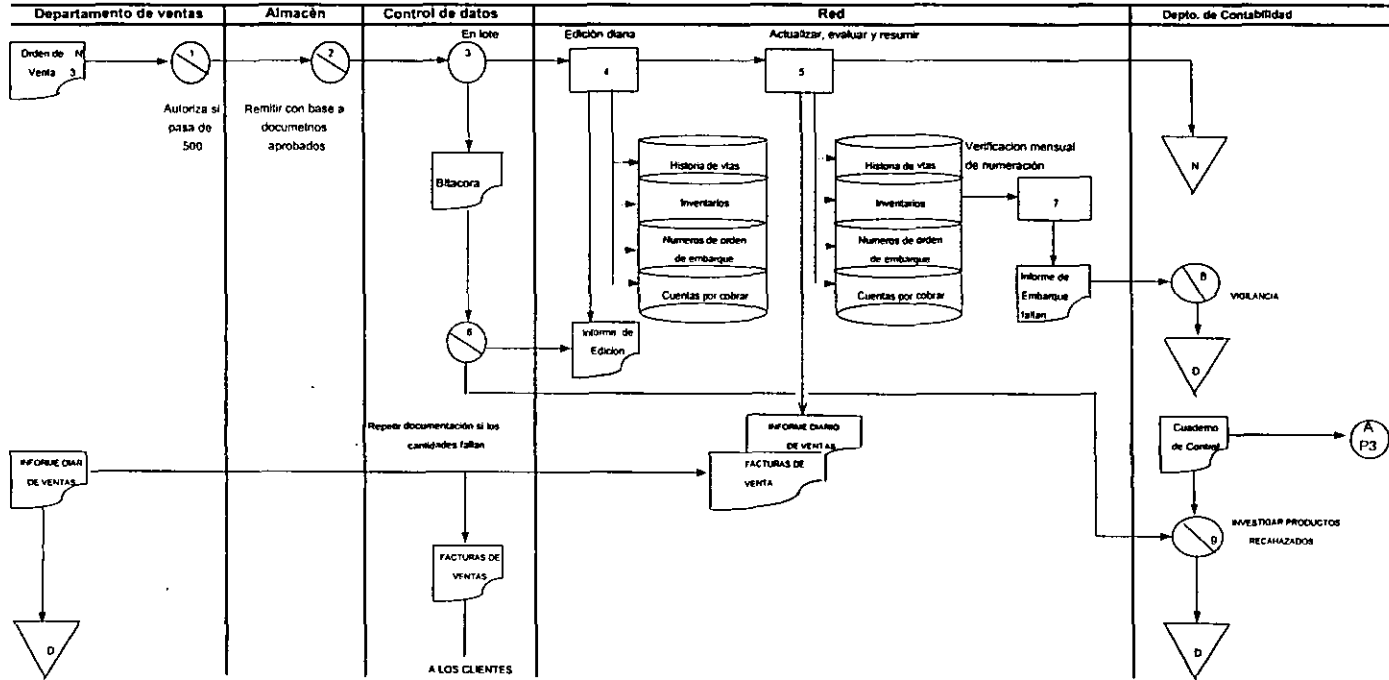 Departamento de ventas
Almacèn
Control de datos
Red
Depto. de Contabilidad
En lote
Edición diana
Actualizar, evaluar y resumir
Orden de N
Venta 3
1
2
3
4
5
Autoriza si
pasa de
500
Remitir con base a
documetnos
aprobados
Bitacora
Historia de vtas
Inventarios
Numeros de orden
de embarque
Cuentas por cobrar
Historia de vtas
Inventarios
Numeros de orden
de embarque
Cuentas por cobrar
Verificacion mensual
de numeración
7
N
Informe de
Embarque
fallan
8
VIGILANCIA
D
6
Informe de
Edicion
Repetir documentación si los
cantidades fallan
INFORME DIARIO
DE VENTAS
FACTURAS DE
VENTA
Cuaderno
de Control
A
P3
INFORME DIAR
DE VENTAS
9
INVESTIGAR PRODUCTOS
RECAHAZADOS
FACTURAS DE
VENTAS
D
D
A LOS CLIENTES